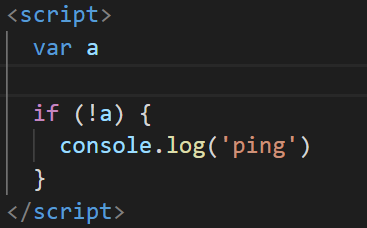 <script>
  var a

  if (!a) {
    console.log('ping')
  }
</script>